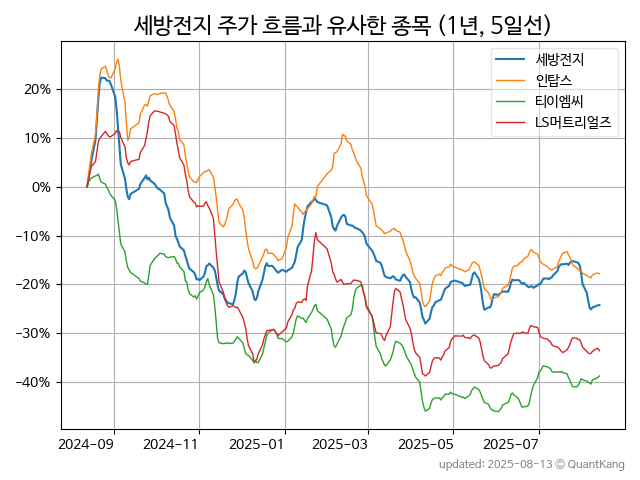 세방전지 주가 흐름과 유사한 종목 (1년, 5일선)
세방전지
인탑스
티이엠씨
LS머트리얼즈
20%
10%
0%
−10%
−20%
−30%
−40%
2024-09
2024-11
2025-01
2025-03
2025-05
2025-07
updated: 2025-08-13 © QuantKang